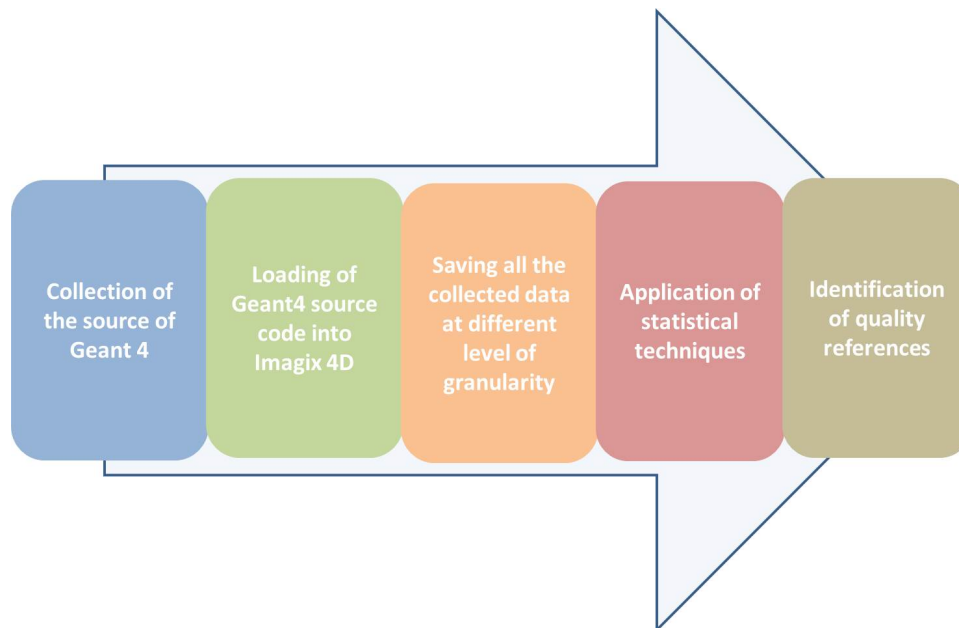 Collection of
the source of
Geant 4
Loading of
Geant4 source
code into
Imagix 4D
Saving all the
collected data
at different
level of
granularity
Application of
statistical
techniques
Identification
of quality
references